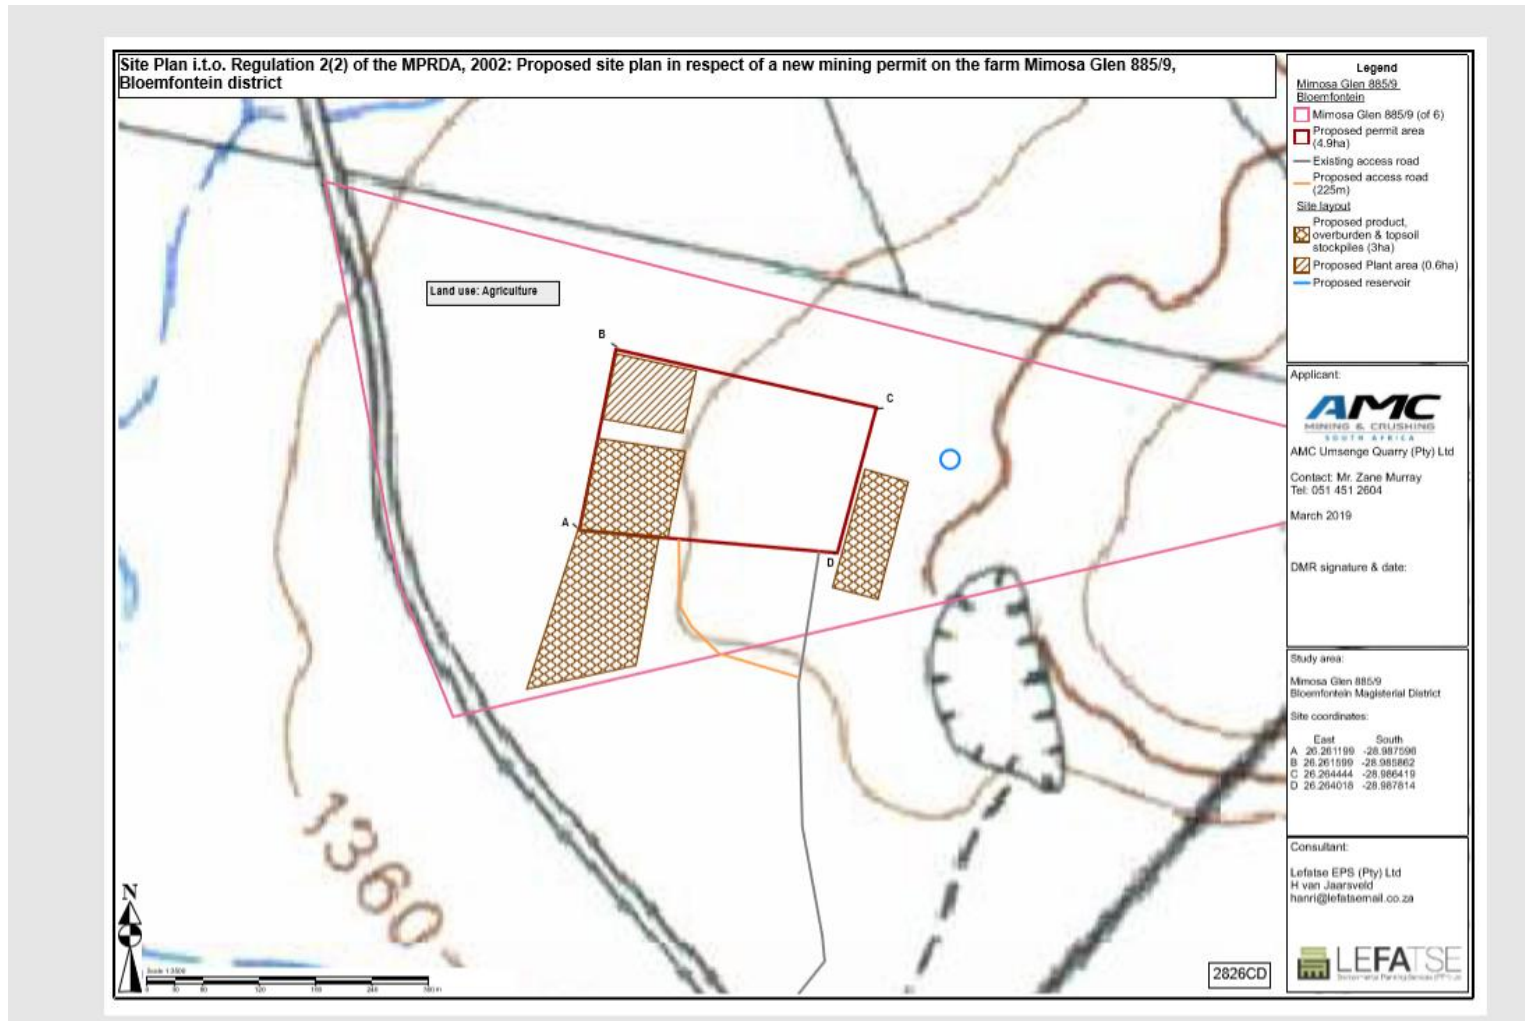 Site Plan i.t.o. Regulation 2(2) of the MPRDA, 2002: Proposed site plan in respect of a new mining permit on the farm Mimosa Glen 885/9,
Bloemfontein district
Land use: Agriculture
B
C
A
D
1360
N
Scale 1:3500
2826CD
Legend
Mimosa Glen 885/9
Bloemfontein
Mimosa Glen 885/9 (of 6)
Proposed permit area
(4.9ha)
Existing access road
Proposed access road
(225m)
Site layout
Proposed product,
overburden & topsoil
stockpiles (3ha)
Proposed Plant area (0.6ha)
Proposed reservoir
Applicant:
AMC
MINING & CRUSHING
SOUTH AFRICA
AMC Umsenge Quarry (Pty) Ltd
Contact: Mr. Zane Murray
Tel: 051 451 2604
March 2019
DMR signature & date:
Study area:
Mimosa Glen 885/9
Bloemfontein Magisterial District
Site coordinates:
East South
A 26.261199 -28.987596
B 26.261599 -28.985862
C 26.264444 -28.986419
D 26.264018 -28.987814
Consultant:
Lefatse EPS (Pty) Ltd
H van Jaarsveld
hanri@lefatsemail.co.za
LEFATSE